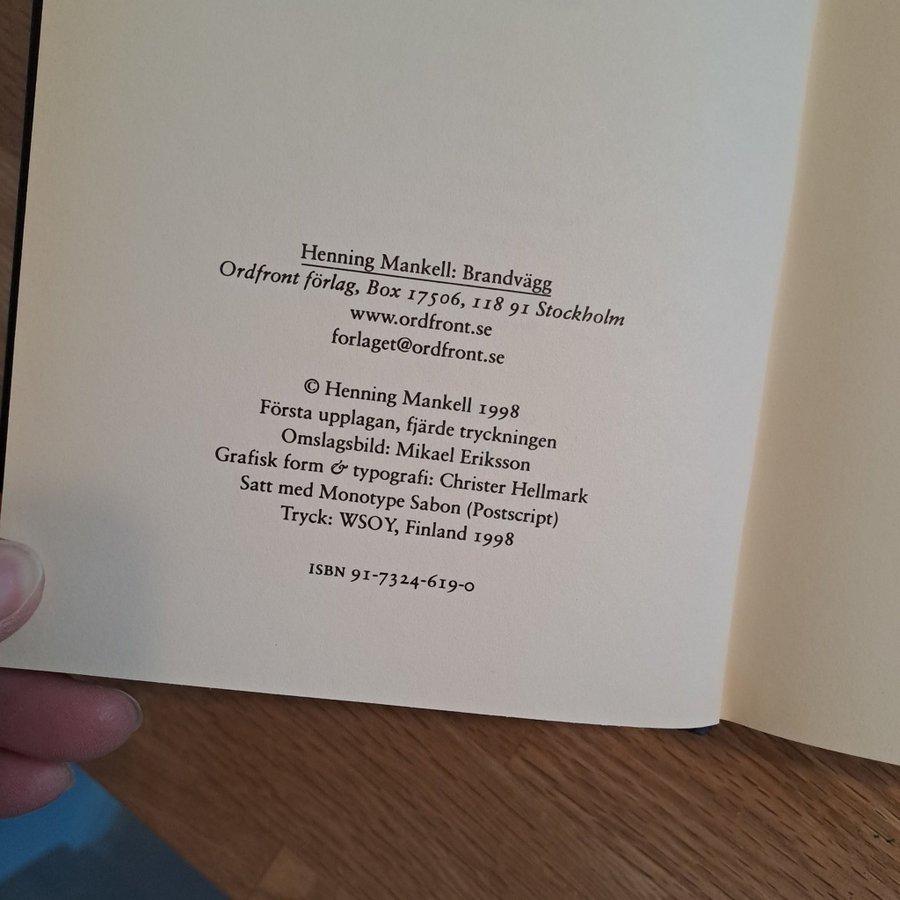 Henning Mankell: Brandvägg
Ordfront förlag, Box 17506, 118 91 Stockholm
www.ordfront.se
forlaget@ordfront.se
© Henning Mankell 1998
Första upplagan, fjärde tryckningen
Omslagsbild: Mikael Eriksson
Grafisk form & typografi: Christer Hellmark
Satt med Monotype Sabon (Postscript)
Tryck: WSOY, Finland 1998
ISBN 91-7324-619-0